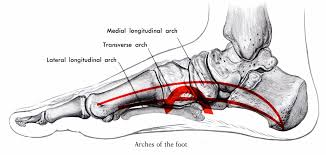 Medial longitudinal arch
Transverse arch
Lateral longitudinal arch
Arches of the foot